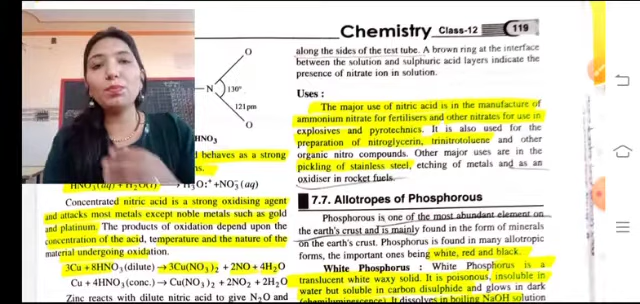 Chemistry Class-12 119
O
N 130°
121pm
O
HNO3
behaves as a strong
as.
HNO3(aq) + H2O(l) → H3O:+ +NO3-(aq)
Concentrated nitric acid is a strong oxidising agent
and attacks most metals except noble metals such as gold
and platinum. The products of oxidation depend upon the
concentration of the acid, temperature and the nature of the
material undergoing oxidation.
3Cu + 8HNO3(dilute) → 3Cu(NO3)2 + 2NO + 4H2O
Cu + 4HNO3(conc.) → Cu(NO3)2 + 2NO2 + 2H2O
Zinc reacts with dilute nitric acid to give N2O and
along the sides of the test tube. A brown ring at the interface
between the solution and sulphuric acid layers indicate the
presence of nitrate ion in solution.
Uses :
The major use of nitric acid is in the manufacture of
ammonium nitrate for fertilisers and other nitrates for use in
explosives and pyrotechnics. It is also used for the
preparation of nitroglycerin, trinitrotoluene and other
organic nitro compounds. Other major uses are in the
pickling of stainless steel, etching of metals and as an
oxidiser in rocket fuels.
7.7. Allotropes of Phosphorous
Phosphorous is one of the most abundant element on
the earth's crust and is mainly found in the form of minerals
on the earth's crust. Phosphorus is found in many allotropic
forms, the important ones being white, red and black.
White Phosphorus : White Phosphorus is a
translucent white waxy solid. It is poisonous, insoluble in
water but soluble in carbon disulphide and glows in dark
(chemiluminescence). It dissolves in boiling NaOH solution